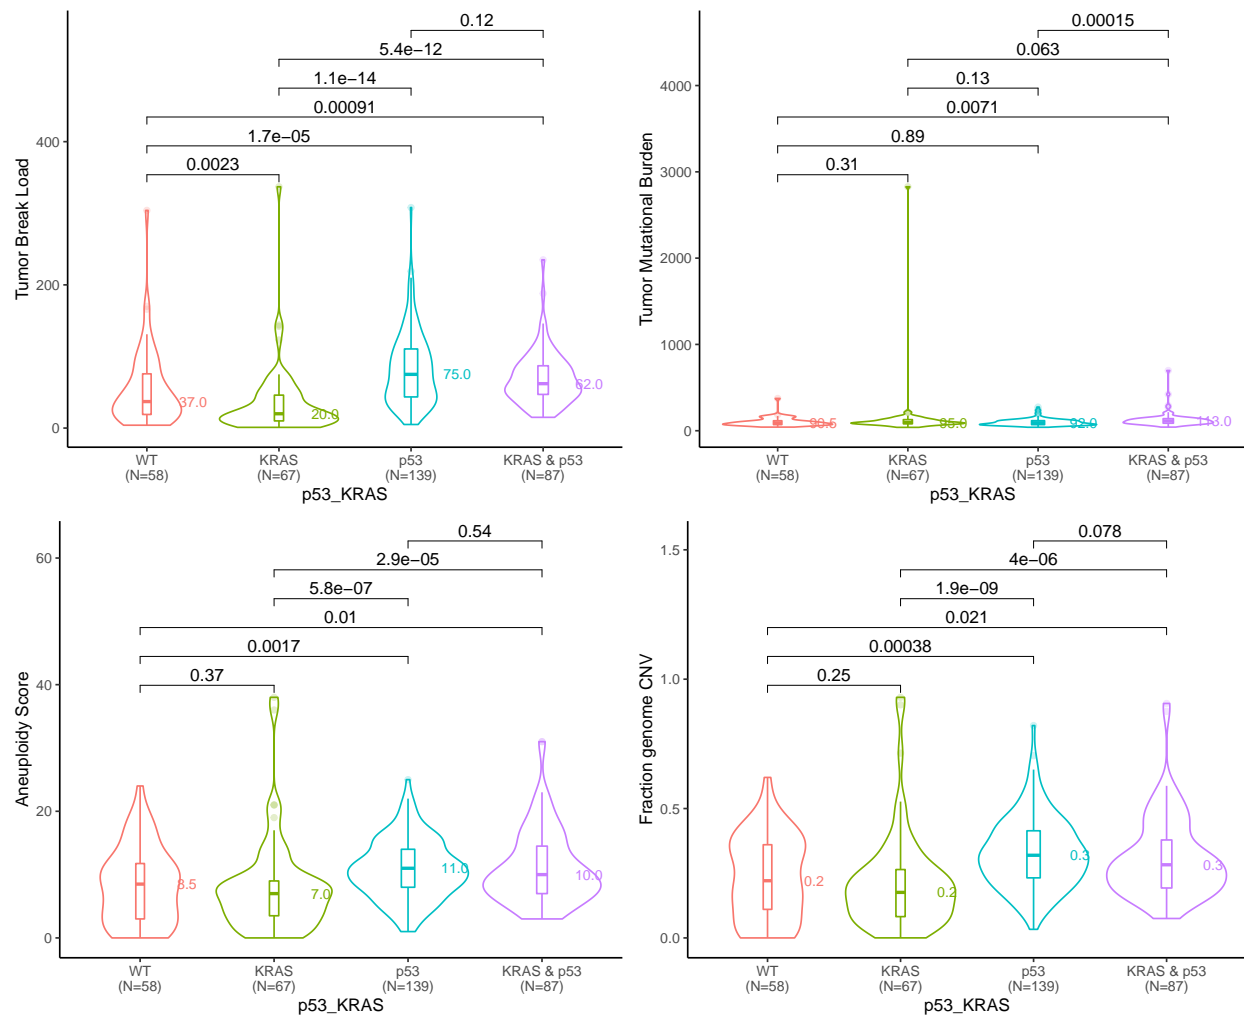 0.12
5.4e−12
1.1e−14
0.00091
1.7e−05
0.0023
400
200
0
Tumor Break Load
37.0
20.0
75.0
62.0
WT
(N=58)
KRAS
(N=67)
p53
(N=139)
KRAS & p53
(N=87)
p53_KRAS
0.00015
0.063
0.13
0.0071
0.89
0.31
4000
3000
2000
1000
0
Tumor Mutational Burden
92.0
113.0
WT
(N=58)
KRAS
(N=67)
p53
(N=139)
KRAS & p53
(N=87)
p53_KRAS
0.54
2.9e−05
5.8e−07
0.01
0.0017
0.37
60
40
20
0
Aneuploidy Score
8.5
7.0
11.0
10.0
WT
(N=58)
KRAS
(N=67)
p53
(N=139)
KRAS & p53
(N=87)
p53_KRAS
0.078
4e−06
1.9e−09
0.021
0.00038
0.25
1.5
1.0
0.5
0.0
Fraction genome CNV
0.2
0.2
0.3
0.3
WT
(N=58)
KRAS
(N=67)
p53
(N=139)
KRAS & p53
(N=87)
p53_KRAS